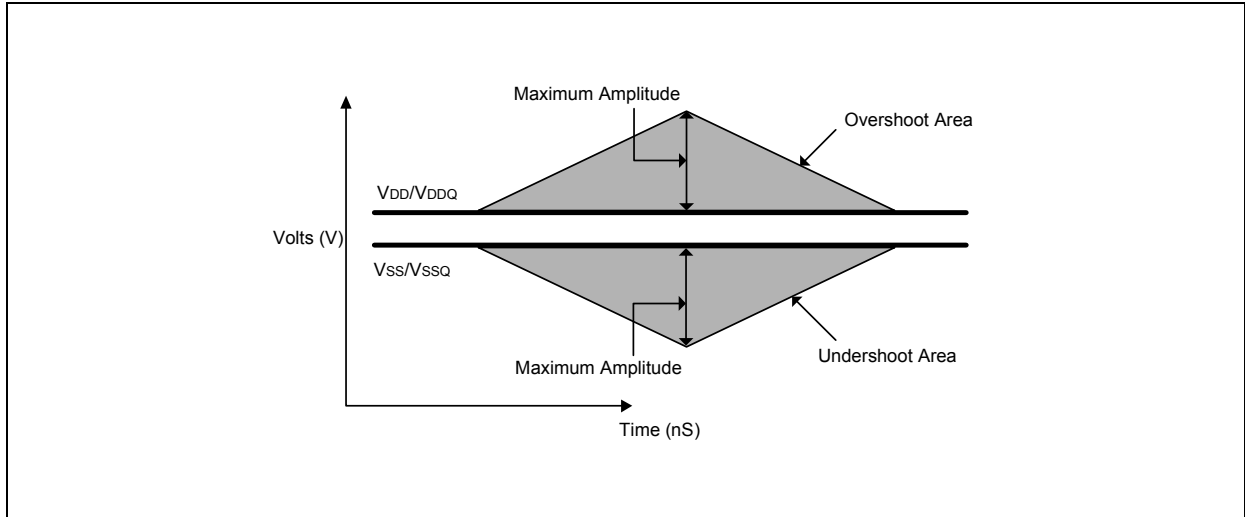 Maximum Amplitude
Overshoot Area
VDD/VDDQ
Volts (V)
VSS/VSSQ
Undershoot Area
Maximum Amplitude
Time (nS)